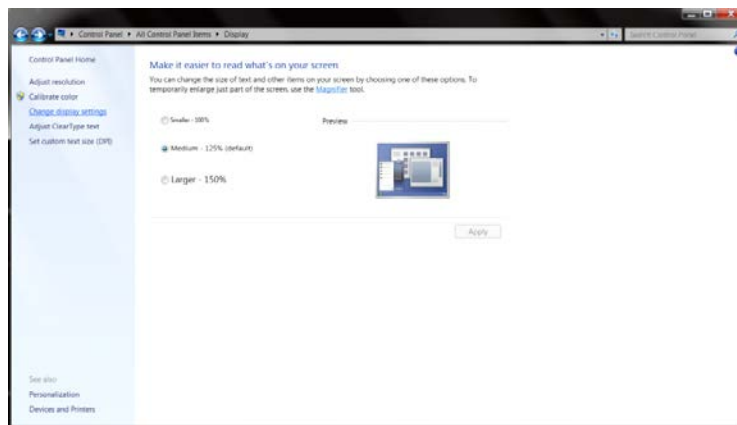 Control Panel ▸ All Control Panel Items ▸ Display
Search Control Panel
Control Panel Home
Adjust resolution
Calibrate color
Change display settings
Adjust ClearType text
Set custom text size (DPI)
See also
Personalization
Devices and Printers
Make it easier to read what's on your screen
You can change the size of text and other items on your screen by choosing one of these options. To
temporarily enlarge just part of the screen, use the Magnifier tool.
Smaller - 100%
Preview
Medium - 125% (default)
Larger - 150%
Apply